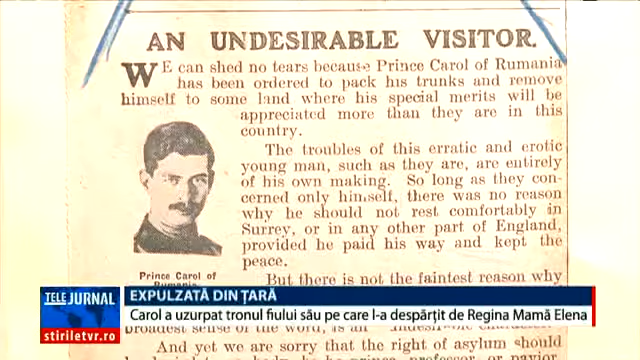 AN UNDESIRABLE VISITOR.
WE can shed no tears because Prince Carol of Rumania
has been ordered to pack his trunks and remove
himself to some land where his special merits will be
appreciated more than they are in this
country.
The troubles of this erratic and erotic
young man, such as they are, are entirely
of his own making. So long as they con-
cerned only himself, there was no reason
why he should not rest comfortably in
Surrey, or in any other part of England,
provided he paid his way and kept the
peace.
Prince Carol of
But there is not the faintest reason why
TELE JURNAL
stiriletvr.ro
EXPULZATĂ DIN ȚARĂ
Carol a uzurpat tronul fiului său pe care l-a despărțit de Regina Mamă Elena
broadest sense of the word, is an
And yet we are sorry that the right of asylum should